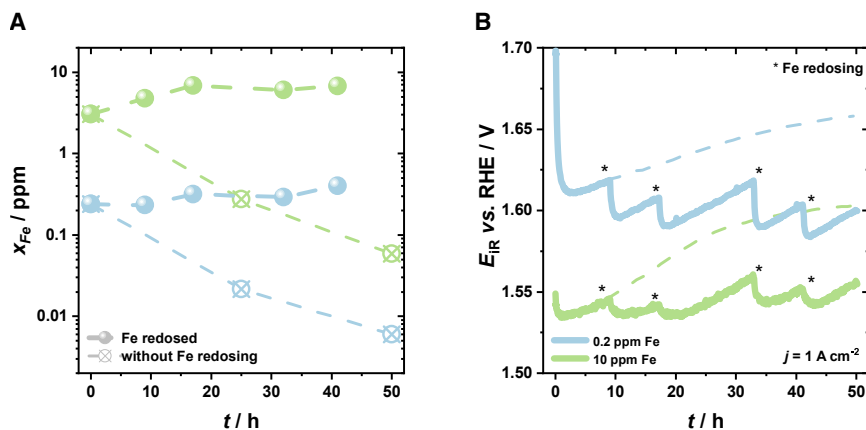 A
10
1
0.1
0.01
x_Fe / ppm
Fe redosed
without Fe redosing
0 10 20 30 40 50
t / h
B
1.70
1.65
1.60
1.55
1.50
E_iR vs. RHE / V
* Fe redosing
* * * *
* * * *
0.2 ppm Fe
10 ppm Fe
j = 1 A cm⁻²
0 10 20 30 40 50
t / h